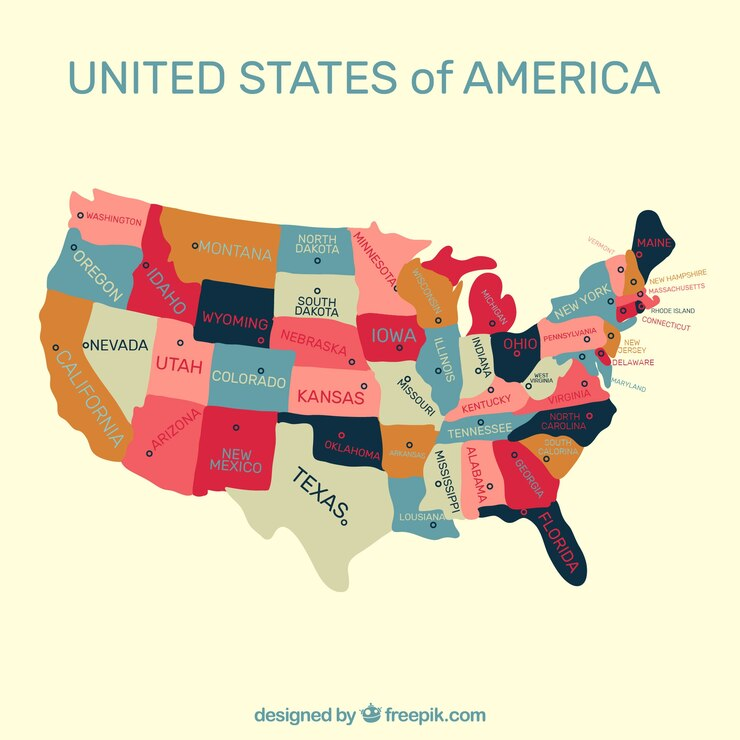 UNITED STATES of AMERICA
WASHINGTON
MONTANA
NORTH
DAKOTA
MINNESOTA
MAINE
VERMONT
NEW HAMPSHIRE
MASSACHUSETTS
RHODE ISLAND
CONNECTICUT
OREGON
IDAHO
WYOMING
SOUTH
DAKOTA
WISCONSIN
MICHIGAN
NEW YORK
NEVADA
UTAH
COLORADO
NEBRASKA
IOWA
ILLINOIS
INDIANA
OHIO
PENNSYLVANIA
NEW
JERSEY
DELAWARE
MARYLAND
CALIFORNIA
ARIZONA
NEW
MEXICO
KANSAS
MISSOURI
KENTUCKY
WEST
VIRGINIA
VIRGINIA
OKLAHOMA
ARKANSAS
TENNESSEE
NORTH
CAROLINA
SOUTH
CALORINA
TEXAS
LOUSIANA
MISSISSIPPI
ALABAMA
GEORGIA
FLORIDA
designed by freepik.com